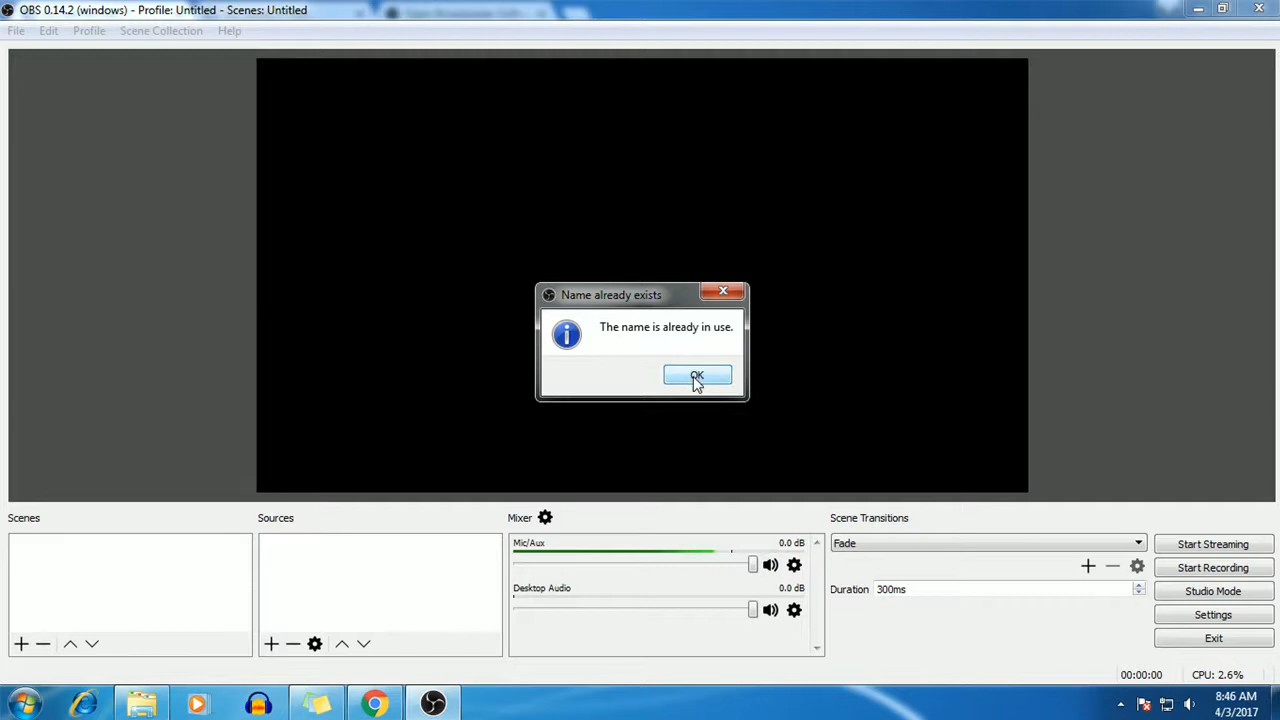 OBS 0.14.2 (windows) - Profile: Untitled - Scenes: Untitled
File Edit Profile Scene Collection Help
Name already exists
The name is already in use.
OK
Scenes
Sources
Mixer
Scene Transitions
Mic/Aux 0.0 dB
Desktop Audio 0.0 dB
Fade
Duration 300ms
Start Streaming
Start Recording
Studio Mode
Settings
Exit
00:00:00 CPU: 2.6%
8:46 AM
4/3/2017